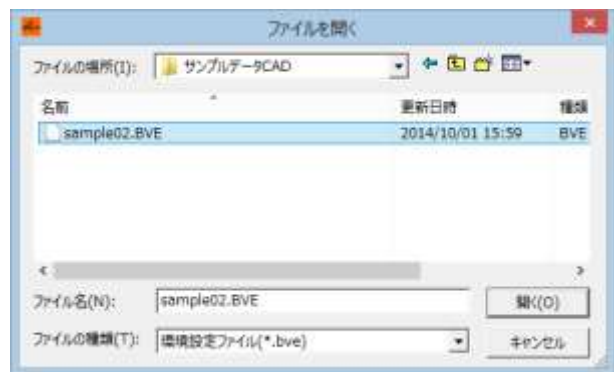 ファイルを開く
ファイルの場所(I): サンプルデータCAD
名前 更新日時 種類
sample02.BVE 2014/10/01 15:59 BVE
ファイル名(N): sample02.BVE 開く(O)
ファイルの種類(T): 環境設定ファイル(*.bve) キャンセル